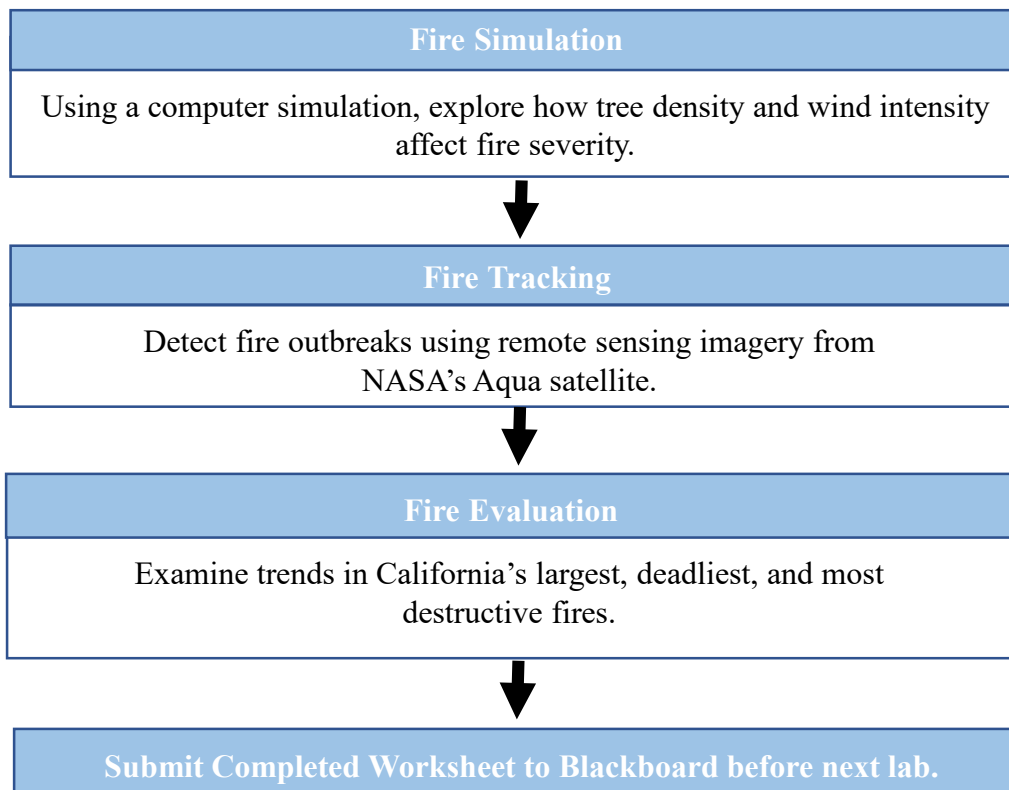 Fire Simulation
Using a computer simulation, explore how tree density and wind intensity
affect fire severity.
Fire Tracking
Detect fire outbreaks using remote sensing imagery from
NASA’s Aqua satellite.
Fire Evaluation
Examine trends in California’s largest, deadliest, and most
destructive fires.
Submit Completed Worksheet to Blackboard before next lab.